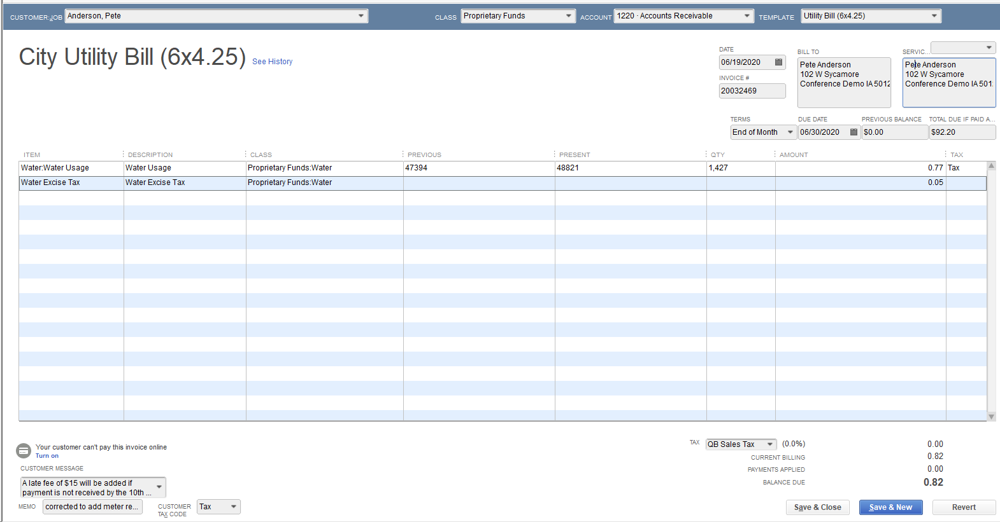 CUSTOMER:JOB Anderson, Pete CLASS Proprietary Funds ACCOUNT 1220 · Accounts Receivable TEMPLATE Utility Bill (6x4.25)
City Utility Bill (6x4.25) See History
DATE
06/19/2020
INVOICE #
20032469
BILL TO
Pete Anderson
102 W Sycamore
Conference Demo IA 5012
SERVIC...
Pete Anderson
102 W Sycamore
Conference Demo IA 501
TERMS DUE DATE PREVIOUS BALANCE TOTAL DUE IF PAID A...
End of Month 06/30/2020 $0.00 $92.20
ITEM DESCRIPTION CLASS PREVIOUS PRESENT QTY AMOUNT TAX
Water:Water Usage Water Usage Proprietary Funds:Water 47394 48821 1,427 0.77 Tax
Water Excise Tax Water Excise Tax Proprietary Funds:Water 0.05
Your customer can't pay this invoice online
Turn on
CUSTOMER MESSAGE
A late fee of $15 will be added if
payment is not received by the 10th ...
MEMO corrected to add meter re...
CUSTOMER
TAX CODE
Tax
TAX QB Sales Tax (0.0%) 0.00
CURRENT BILLING 0.82
PAYMENTS APPLIED 0.00
BALANCE DUE 0.82
Save & Close Save & New Revert